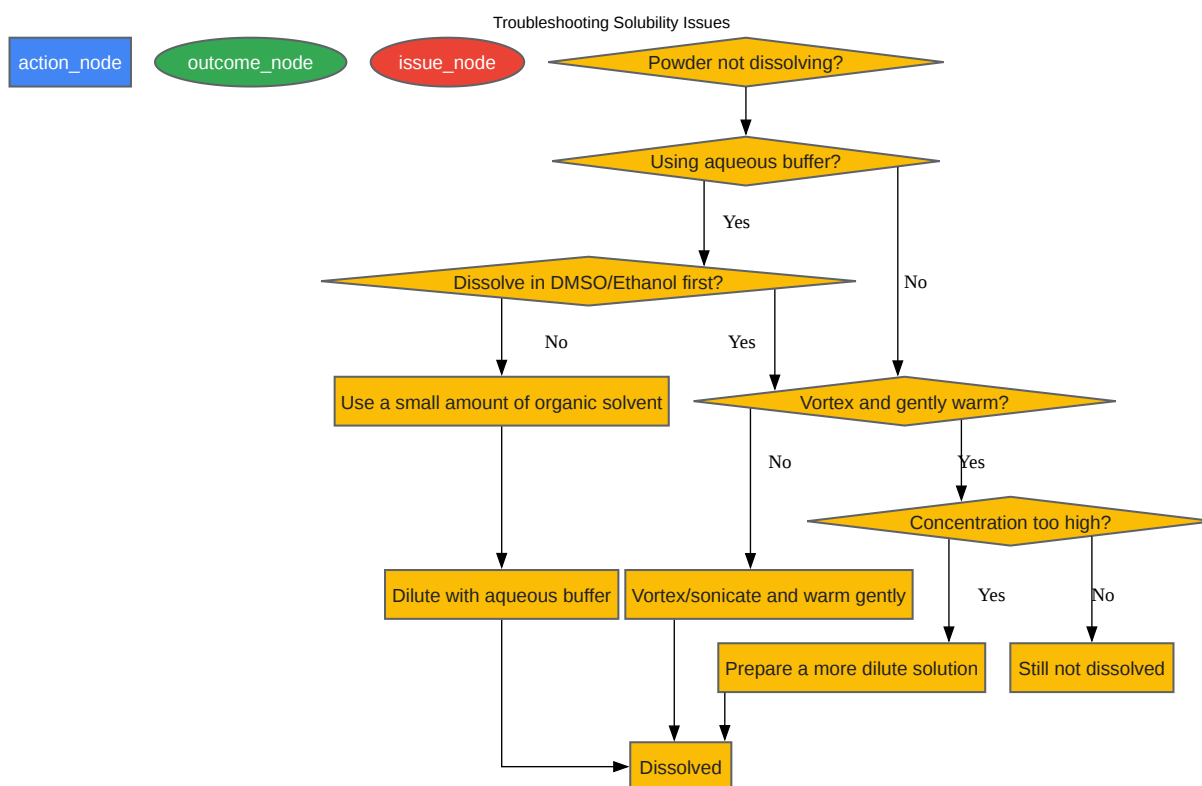 Troubleshooting Solubility Issues
action_node
outcome_node
issue_node
Powder not dissolving?
Using aqueous buffer?
Yes
Dissolve in DMSO/Ethanol first?
No
No
Yes
Use a small amount of organic solvent
Vortex and gently warm?
No
Yes
Concentration too high?
Dilute with aqueous buffer
Vortex/sonicate and warm gently
Yes
No
Prepare a more dilute solution
Still not dissolved
Dissolved